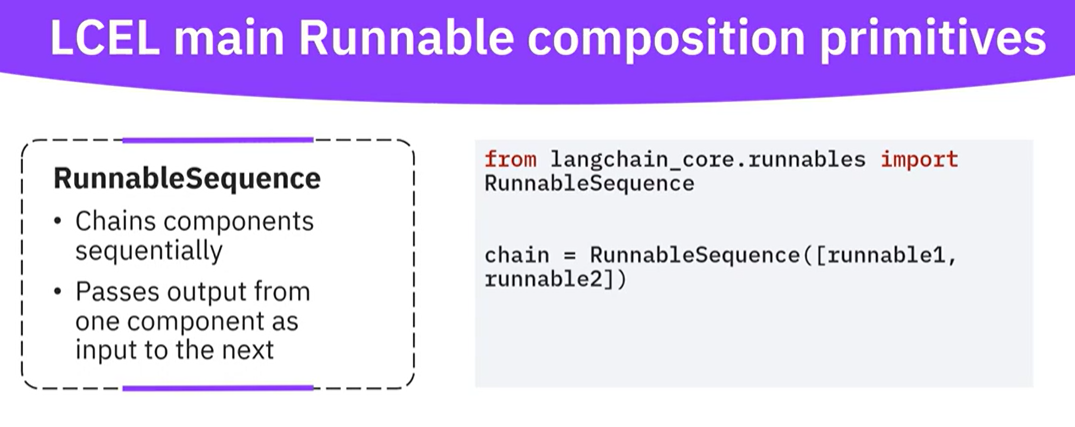 LCEL main Runnable composition primitives
RunnableSequence
• Chains components
sequentially
• Passes output from
one component as
input to the next
from langchain_core.runnables import
RunnableSequence
chain = RunnableSequence([runnable1,
runnable2])